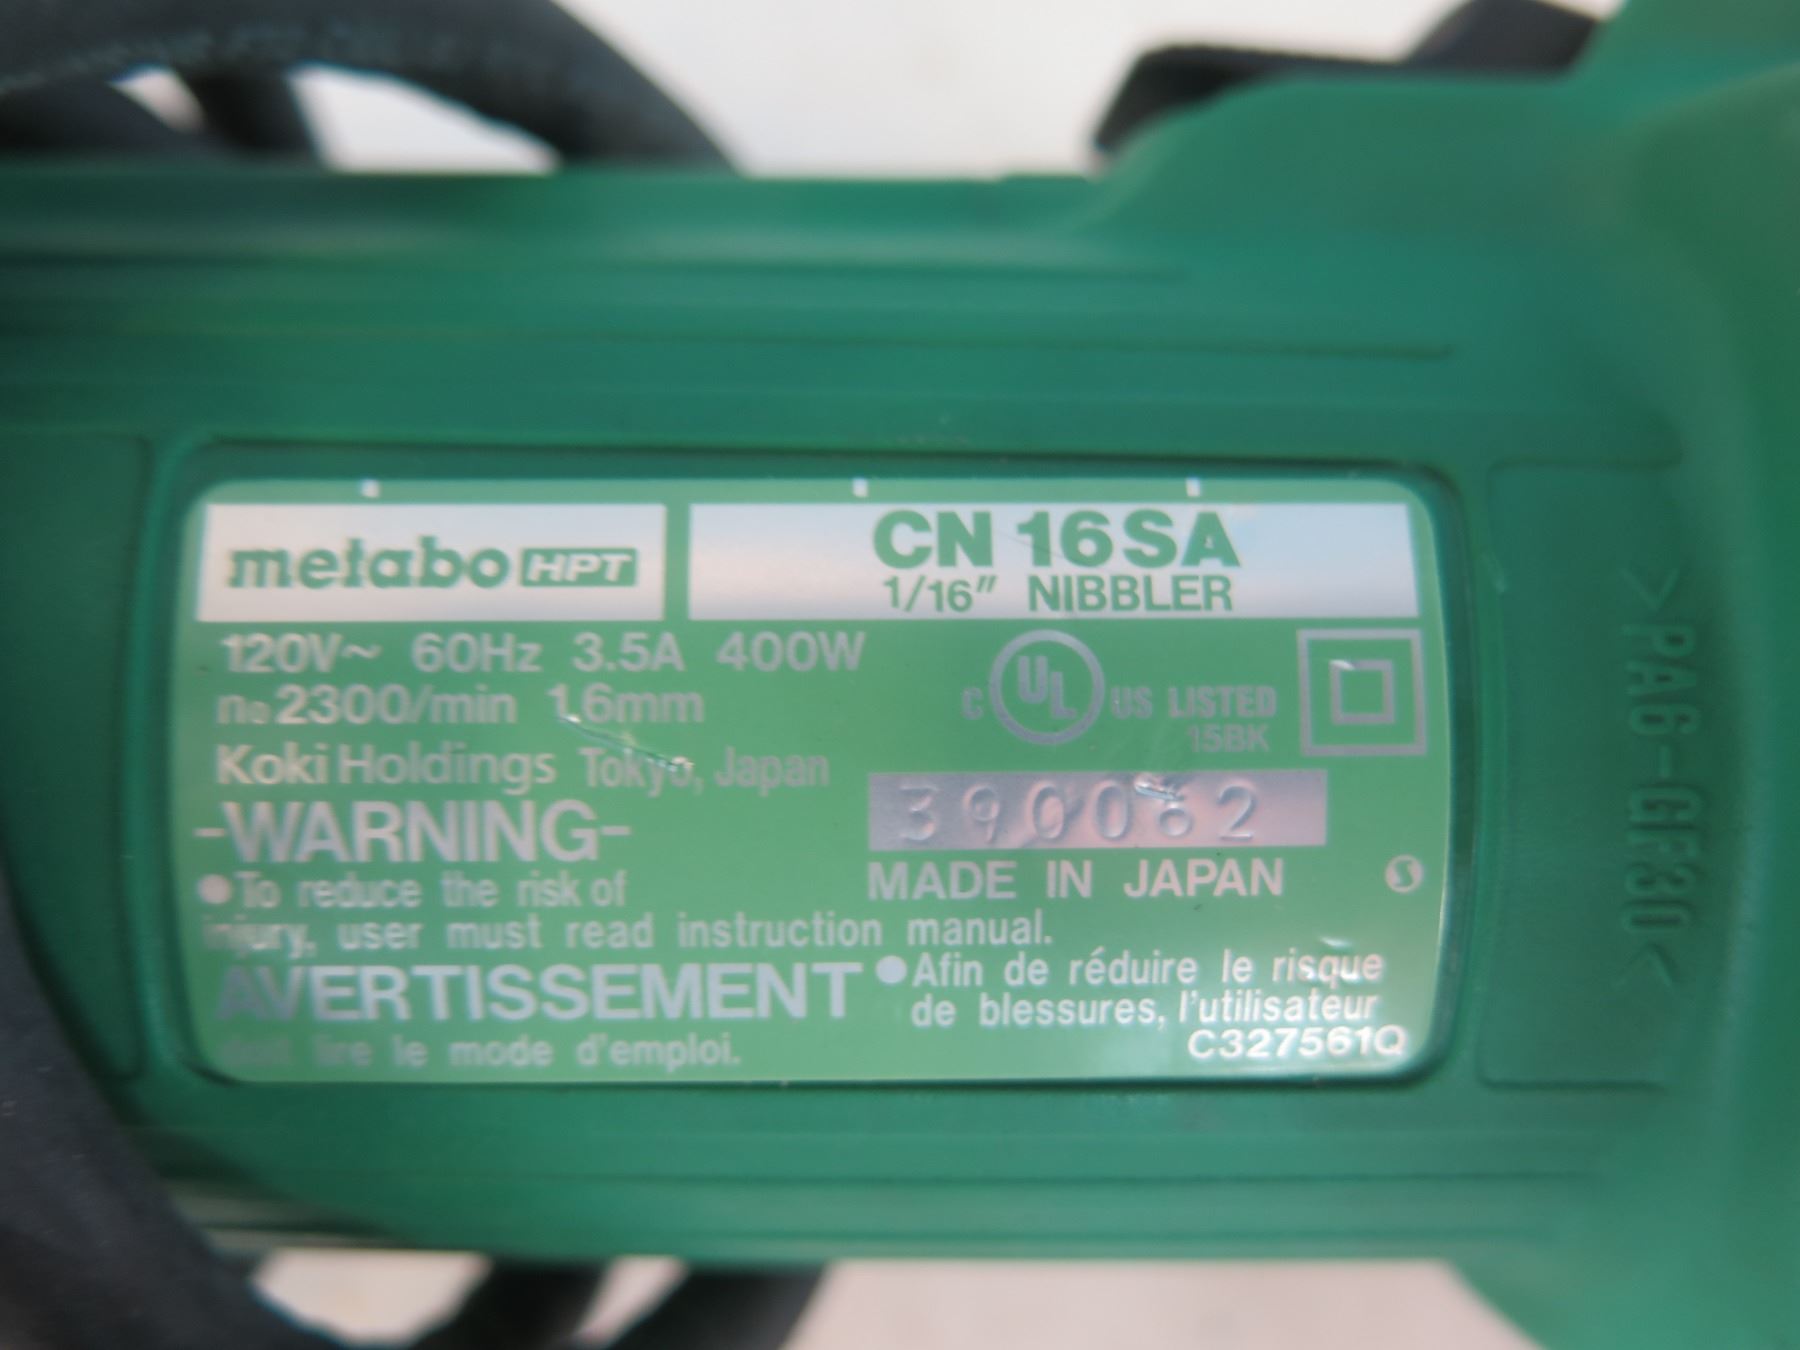 metabo HPT
CN 16SA
1/16" NIBBLER
120V~ 60Hz 3.5A 400W
n₀2300/min 1.6mm
C UL US LISTED
15BK
Koki Holdings Tokyo, Japan
390062
-WARNING-
MADE IN JAPAN
S
●To reduce the risk of
injury, user must read instruction manual.
AVERTISSEMENT ●Afin de réduire le risque
de blessures, l'utilisateur
doit lire le mode d'emploi.
C327561Q
>PA6-GF30<